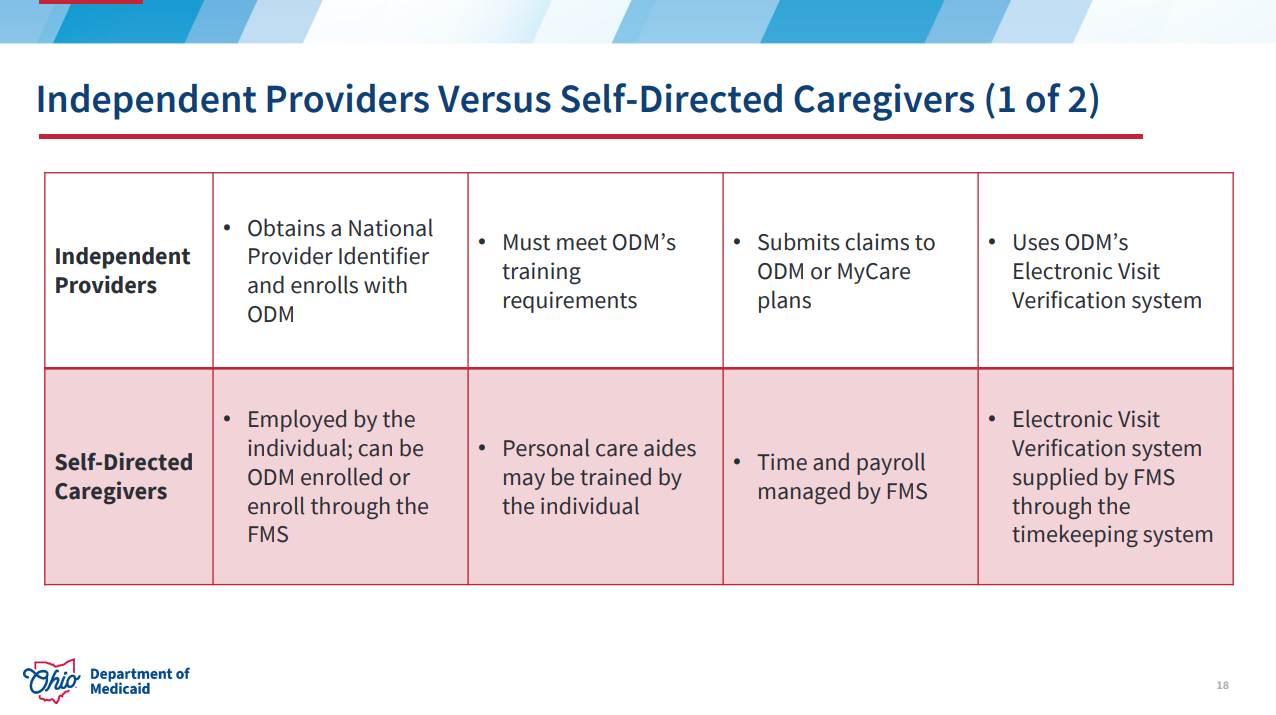 Independent Providers Versus Self-Directed Caregivers (1 of 2)
Independent
Providers
• Obtains a National
Provider Identifier
and enrolls with
ODM
• Must meet ODM’s
training
requirements
• Submits claims to
ODM or MyCare
plans
• Uses ODM’s
Electronic Visit
Verification system
Self-Directed
Caregivers
• Employed by the
individual; can be
ODM enrolled or
enroll through the
FMS
• Personal care aides
may be trained by
the individual
• Time and payroll
managed by FMS
• Electronic Visit
Verification system
supplied by FMS
through the
timekeeping system
Ohio
Department of
Medicaid
18